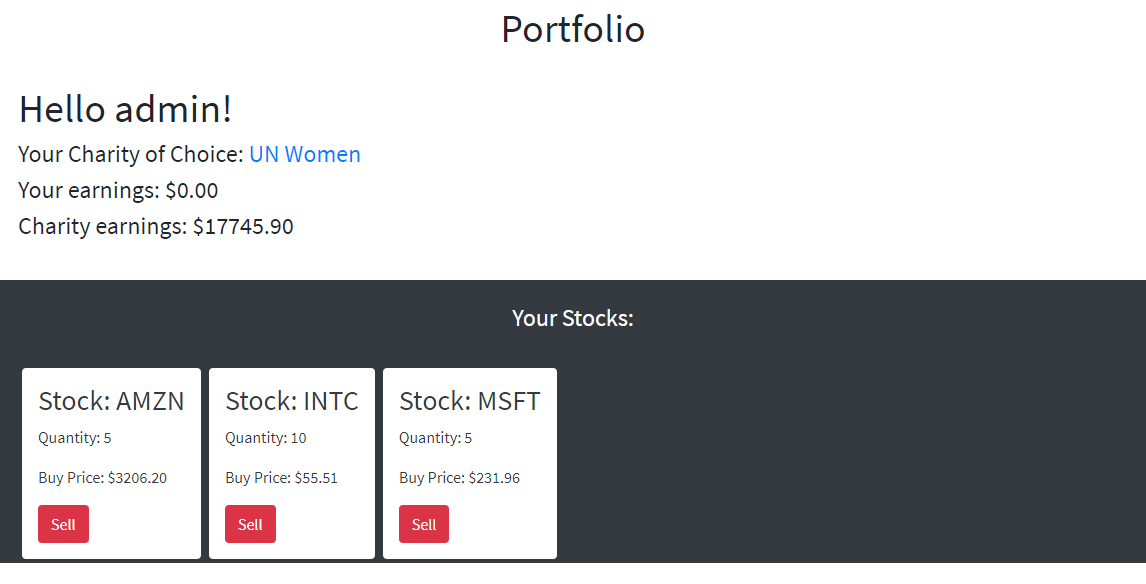 Portfolio
Hello admin!
Your Charity of Choice: UN Women
Your earnings: $0.00
Charity earnings: $17745.90
Your Stocks:
Stock: AMZN
Quantity: 5
Buy Price: $3206.20
Sell
Stock: INTC
Quantity: 10
Buy Price: $55.51
Sell
Stock: MSFT
Quantity: 5
Buy Price: $231.96
Sell